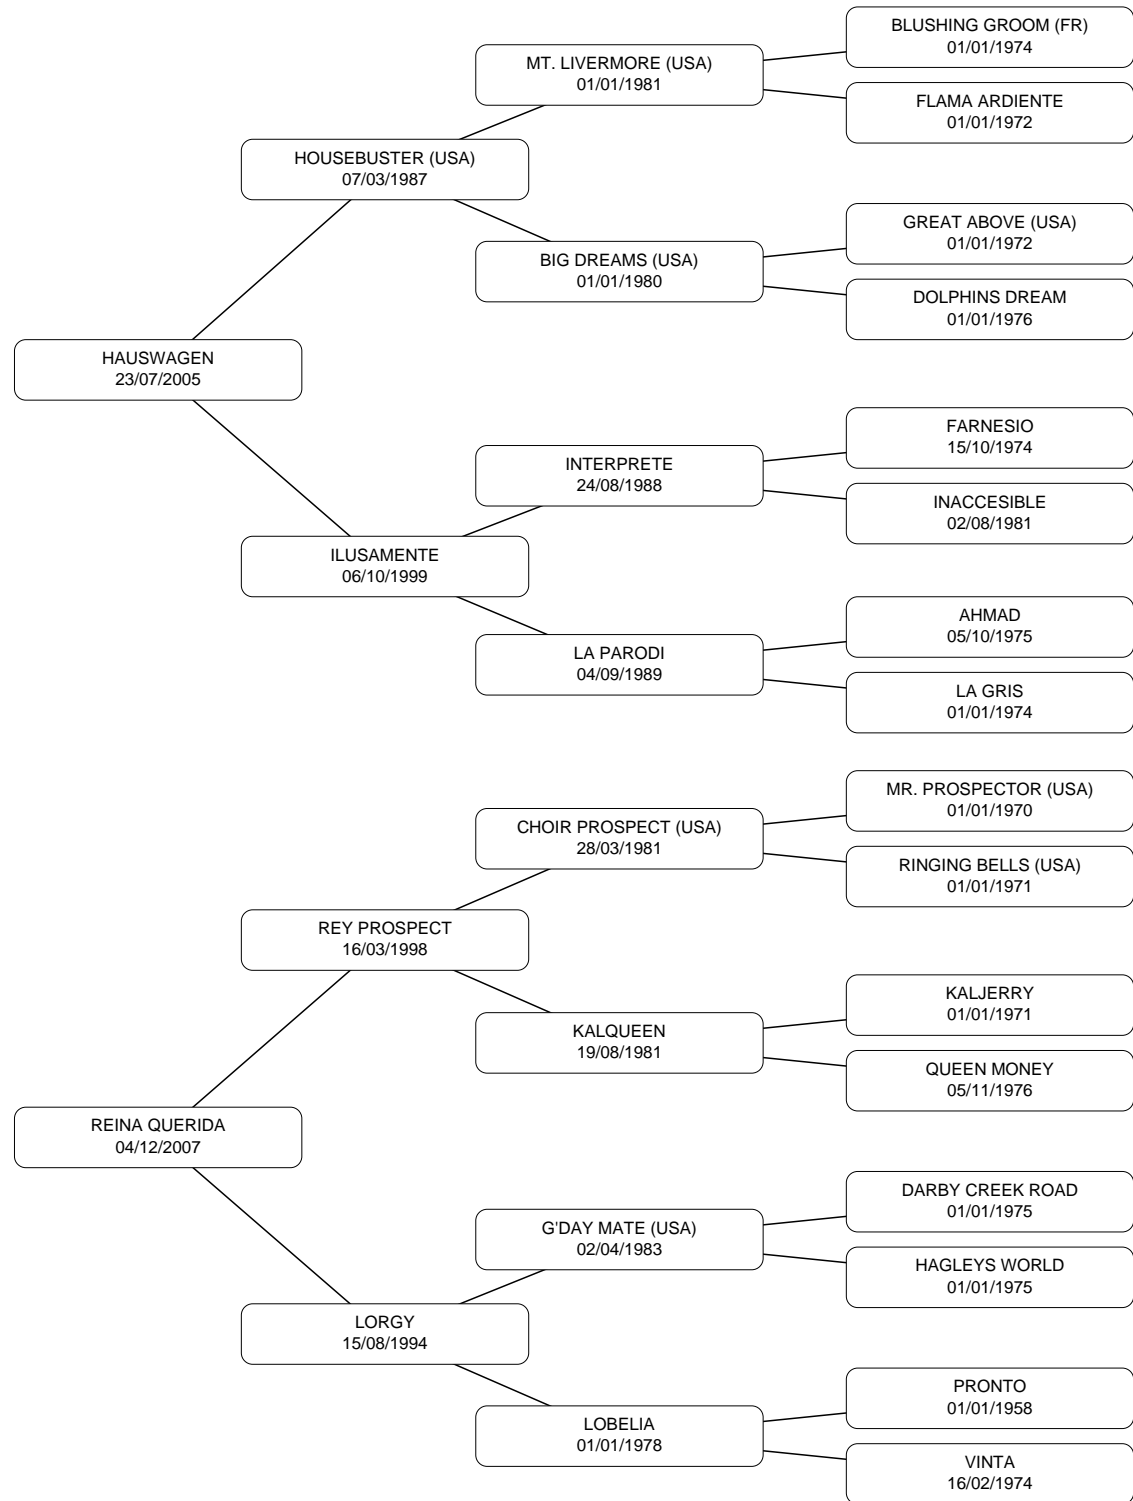 BLUSHING GROOM (FR)
01/01/1974
MT. LIVERMORE (USA)
01/01/1981
FLAMA ARDIENTE
01/01/1972
HOUSEBUSTER (USA)
07/03/1987
GREAT ABOVE (USA)
01/01/1972
BIG DREAMS (USA)
01/01/1980
DOLPHINS DREAM
01/01/1976
HAUSWAGEN
23/07/2005
FARNESIO
15/10/1974
INTERPRETE
24/08/1988
INACCESIBLE
02/08/1981
ILUSAMENTE
06/10/1999
AHMAD
05/10/1975
LA PARODI
04/09/1989
LA GRIS
01/01/1974
MR. PROSPECTOR (USA)
01/01/1970
CHOIR PROSPECT (USA)
28/03/1981
RINGING BELLS (USA)
01/01/1971
REY PROSPECT
16/03/1998
KALJERRY
01/01/1971
KALQUEEN
19/08/1981
QUEEN MONEY
05/11/1976
REINA QUERIDA
04/12/2007
DARBY CREEK ROAD
01/01/1975
G'DAY MATE (USA)
02/04/1983
HAGLEYS WORLD
01/01/1975
LORGY
15/08/1994
PRONTO
01/01/1958
LOBELIA
01/01/1978
VINTA
16/02/1974